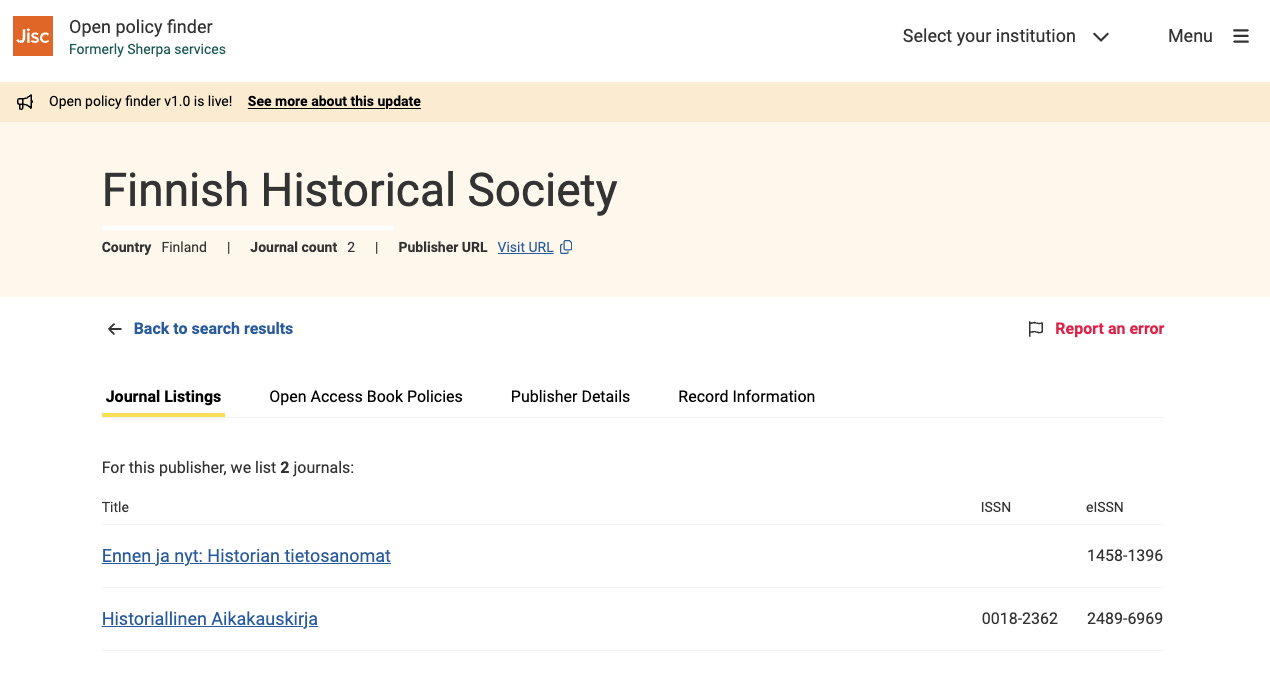 Jisc
Open policy finder
Formerly Sherpa services
Select your institution
Menu
Open policy finder v1.0 is live! See more about this update
Finnish Historical Society
Country Finland | Journal count 2 | Publisher URL Visit URL
Back to search results
Report an error
Journal Listings Open Access Book Policies Publisher Details Record Information
For this publisher, we list 2 journals:
Title ISSN eISSN
Ennen ja nyt: Historian tietosanomat 1458-1396
Historiallinen Aikakauskirja 0018-2362 2489-6969